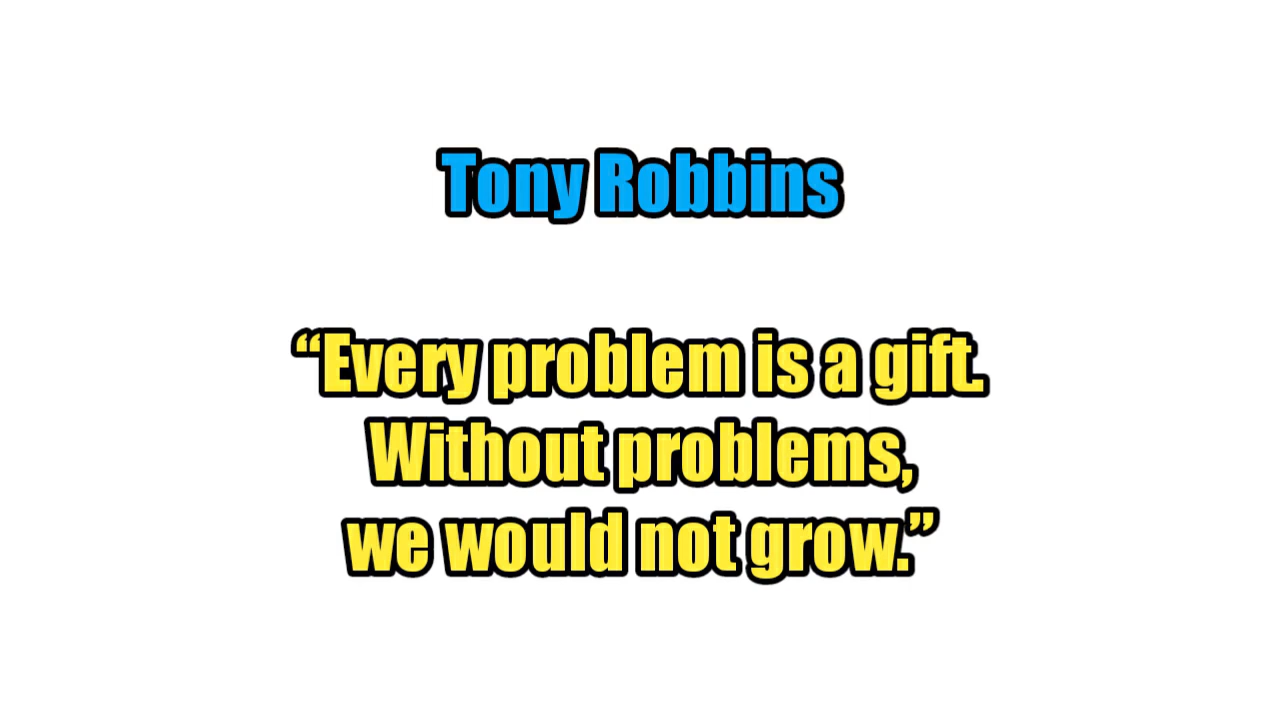 Tony Robbins
“Every problem is a gift.
Without problems,
we would not grow.”